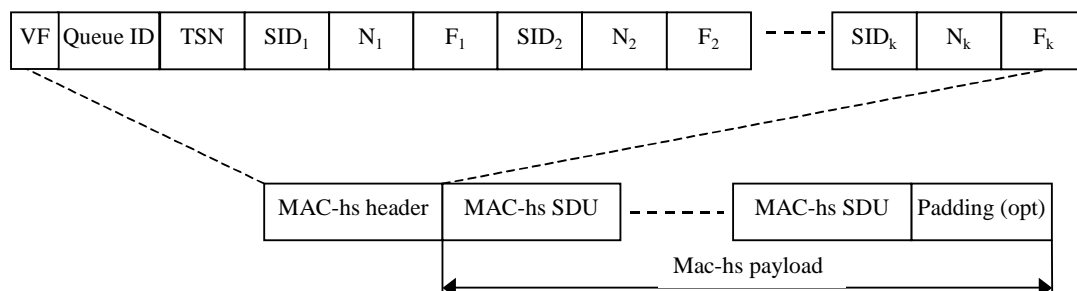 VF Queue ID TSN SID₁ N₁ F₁ SID₂ N₂ F₂ SIDₖ Nₖ Fₖ
MAC-hs header MAC-hs SDU MAC-hs SDU Padding (opt)
Mac-hs payload